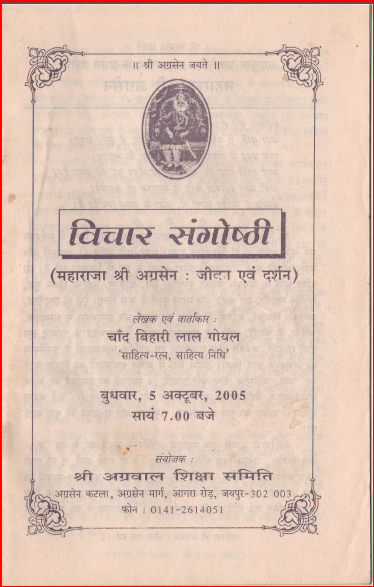 ॥ श्री अग्रसेन जयते ॥
विचार संगोष्ठी
(महाराजा श्री अग्रसेन : जीवन एवं दर्शन)
लेखक एवं वार्ताकार :
चाँद बिहारी लाल गोयल
'साहित्य-रत्न, साहित्य निधि'
बुधवार, 5 अक्टूबर, 2005
सायं 7.00 बजे
संयोजक :
श्री अग्रवाल शिक्षा समिति
अग्रसेन कटला, अग्रसेन मार्ग, आगरा रोड़, जयपुर-302 003
फोन : 0141-2614051